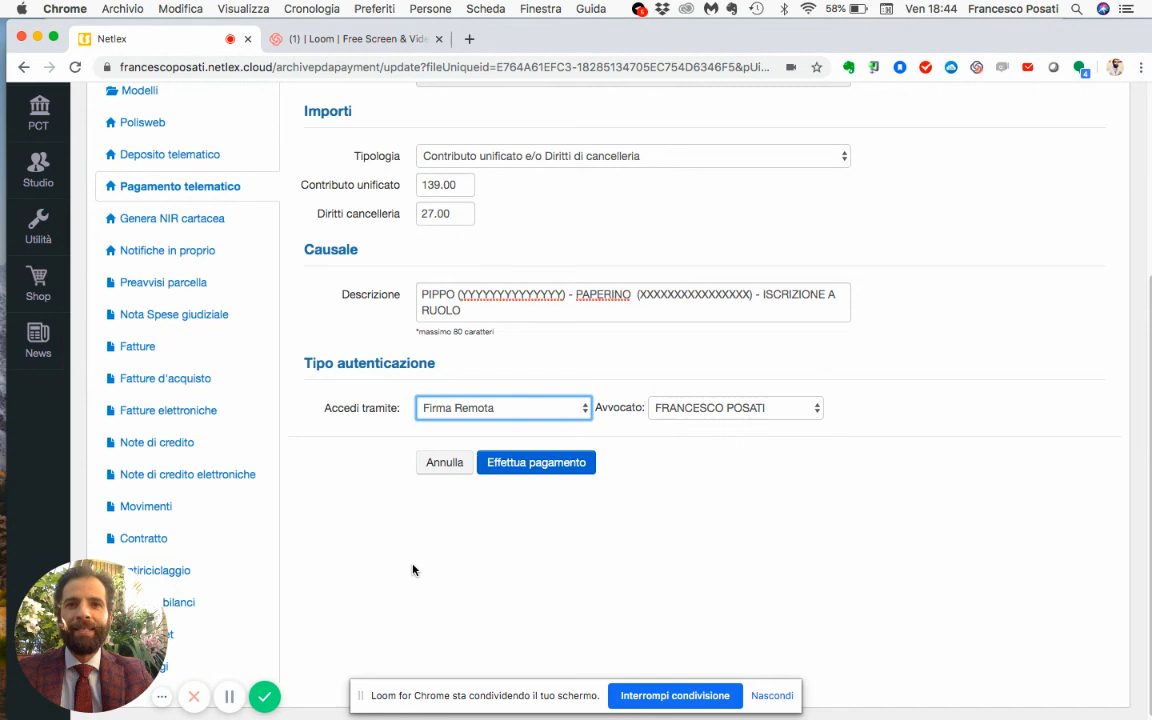 Chrome Archivio Modifica Visualizza Cronologia Preferiti Persone Scheda Finestra Guida 58% Ven 18:44 Francesco Posati
Netlex
(1) | Loom | Free Screen & Vide
francescoposati.netlex.cloud/archivepdapayment/update?fileUniqueid=E764A61EFC3-18285134705EC754D6346F5&pUi...
4
PCT
Studio
Utilità
Shop
News
Modelli
Polisweb
Deposito telematico
Pagamento telematico
Genera NIR cartacea
Notifiche in proprio
Preavvisi parcella
Nota Spese giudiziale
Fatture
Fatture d'acquisto
Fatture elettroniche
Note di credito
Note di credito elettroniche
Movimenti
Contratto
ntiriciclaggio
bilanci
Importi
Tipologia Contributo unificato e/o Diritti di cancelleria
Contributo unificato 139.00
Diritti cancelleria 27.00
Causale
Descrizione PIPPO (YYYYYYYYYYYYYY) - PAPERINO (XXXXXXXXXXXXXXXX) - ISCRIZIONE A
RUOLO
*massimo 80 caratteri
Tipo autenticazione
Accedi tramite: Firma Remota Avvocato: FRANCESCO POSATI
Annulla Effettua pagamento
Loom for Chrome sta condividendo il tuo schermo. Interrompi condivisione Nascondi